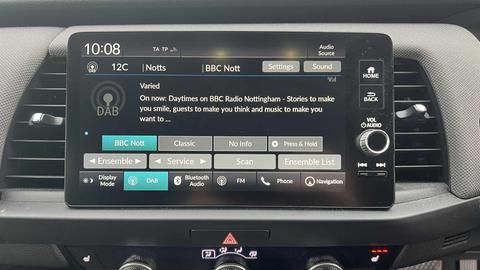 10:08 TA TP Audio Source
12C Notts BBC Nott Settings Sound
Varied
On now: Daytimes on BBC Radio Nottingham - Stories to make
you smile, guests to make you think and music to make you
want to ...
DAB
BBC Nott Classic No Info Press & Hold
Ensemble Service Scan Ensemble List
Display Mode DAB Bluetooth Audio FM Phone Navigation
HOME
BACK
VOL
AUDIO